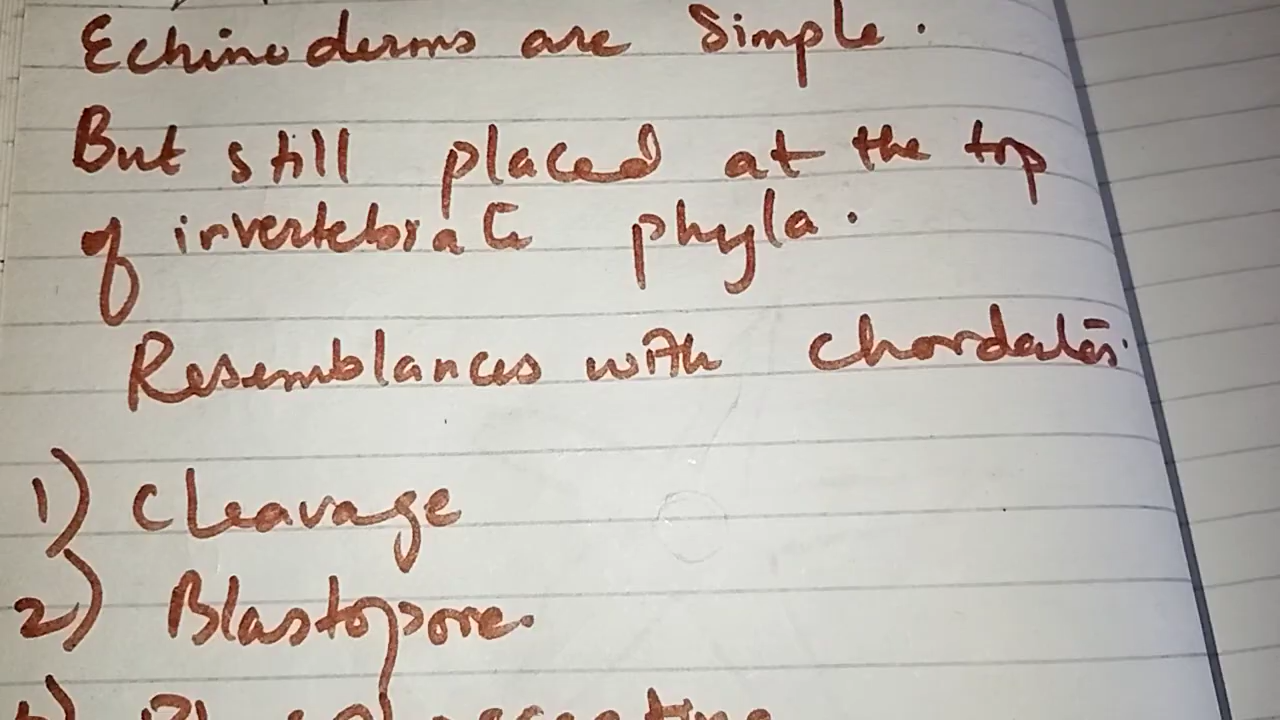 Echinoderms are Simple.
But still placed at the top
of invertebrate phyla.
Resemblances with chordates.
1) Cleavage
2) Blastopore.